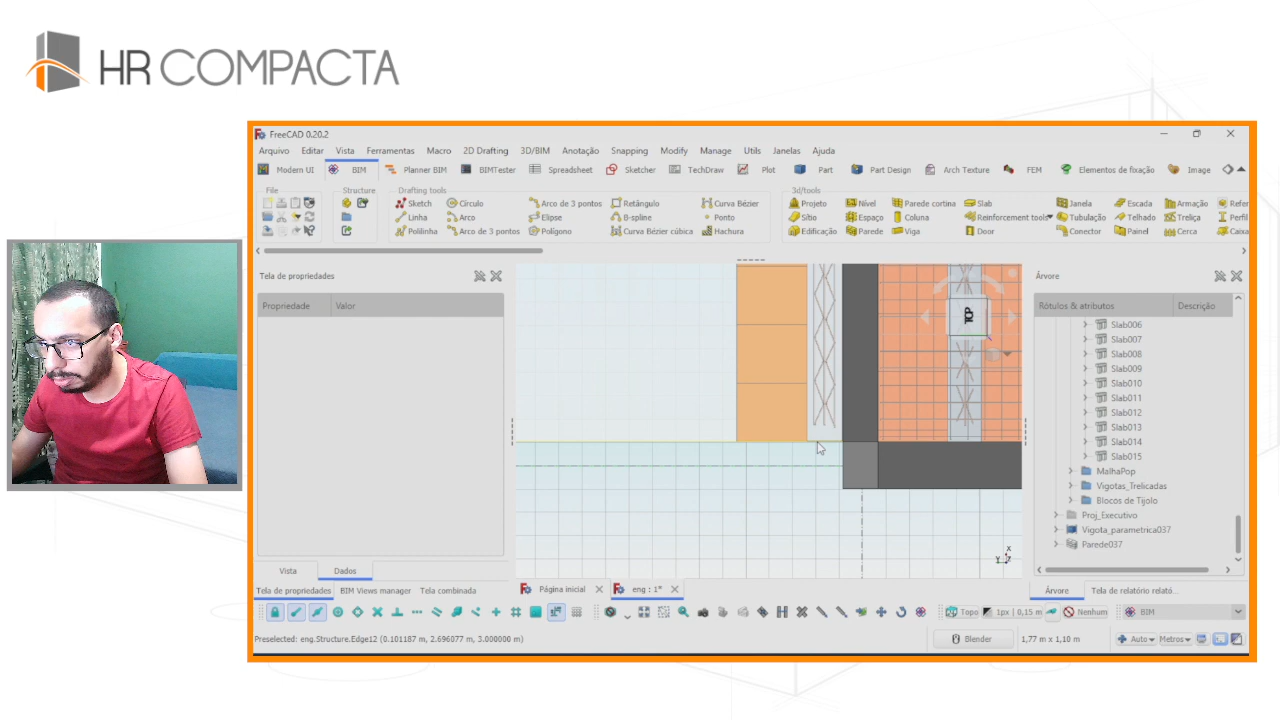 HR COMPACTA
FreeCAD 0.20.2
Arquivo Editar Vista Ferramentas Macro 2D Drafting 3D/BIM Anotação Snapping Modify Manage Utils Janelas Ajuda
Modern UI BIM Planner BIM BIMTester Spreadsheet Sketcher TechDraw Plot Part Part Design Arch Texture FEM Elementos de fixação Image
File Structure Drafting tools 3d/tools
Sketch Círculo Arco de 3 pontos Retângulo Curva Bézier Projeto Nível Parede cortina Slab Janela Escada Armação Refer
Linha Arco Elipse B-spline Ponto Sítio Espaço Coluna Reinforcement tools Tubulação Telhado Treliça Perfil
Polilinha Arco de 3 pontos Polígono Curva Bézier cúbica Hachura Edificação Parede Viga Door Conector Painel Cerca Caixa
Tela de propriedades
Propriedade Valor
TOP
X
Y
Árvore
Rótulos & atributos Descrição
Slab006
Slab007
Slab008
Slab009
Slab010
Slab011
Slab012
Slab013
Slab014
Slab015
MalhaPop
Vigotas_Trelicadas
Blocos de Tijolo
Proj_Executivo
Vigota_parametrica037
Parede037
Vista Dados
Tela de propriedades BIM Views manager Tela combinada
Página inicial eng : 1*
Árvore Tela de relatório relató...
Topo 1px | 0,15 m Nenhum BIM
Preselected: eng.Structure.Edge12 (0.101187 m, 2.696077 m, 3.000000 m)
Blender 1,77 m x 1,10 m Auto Metros